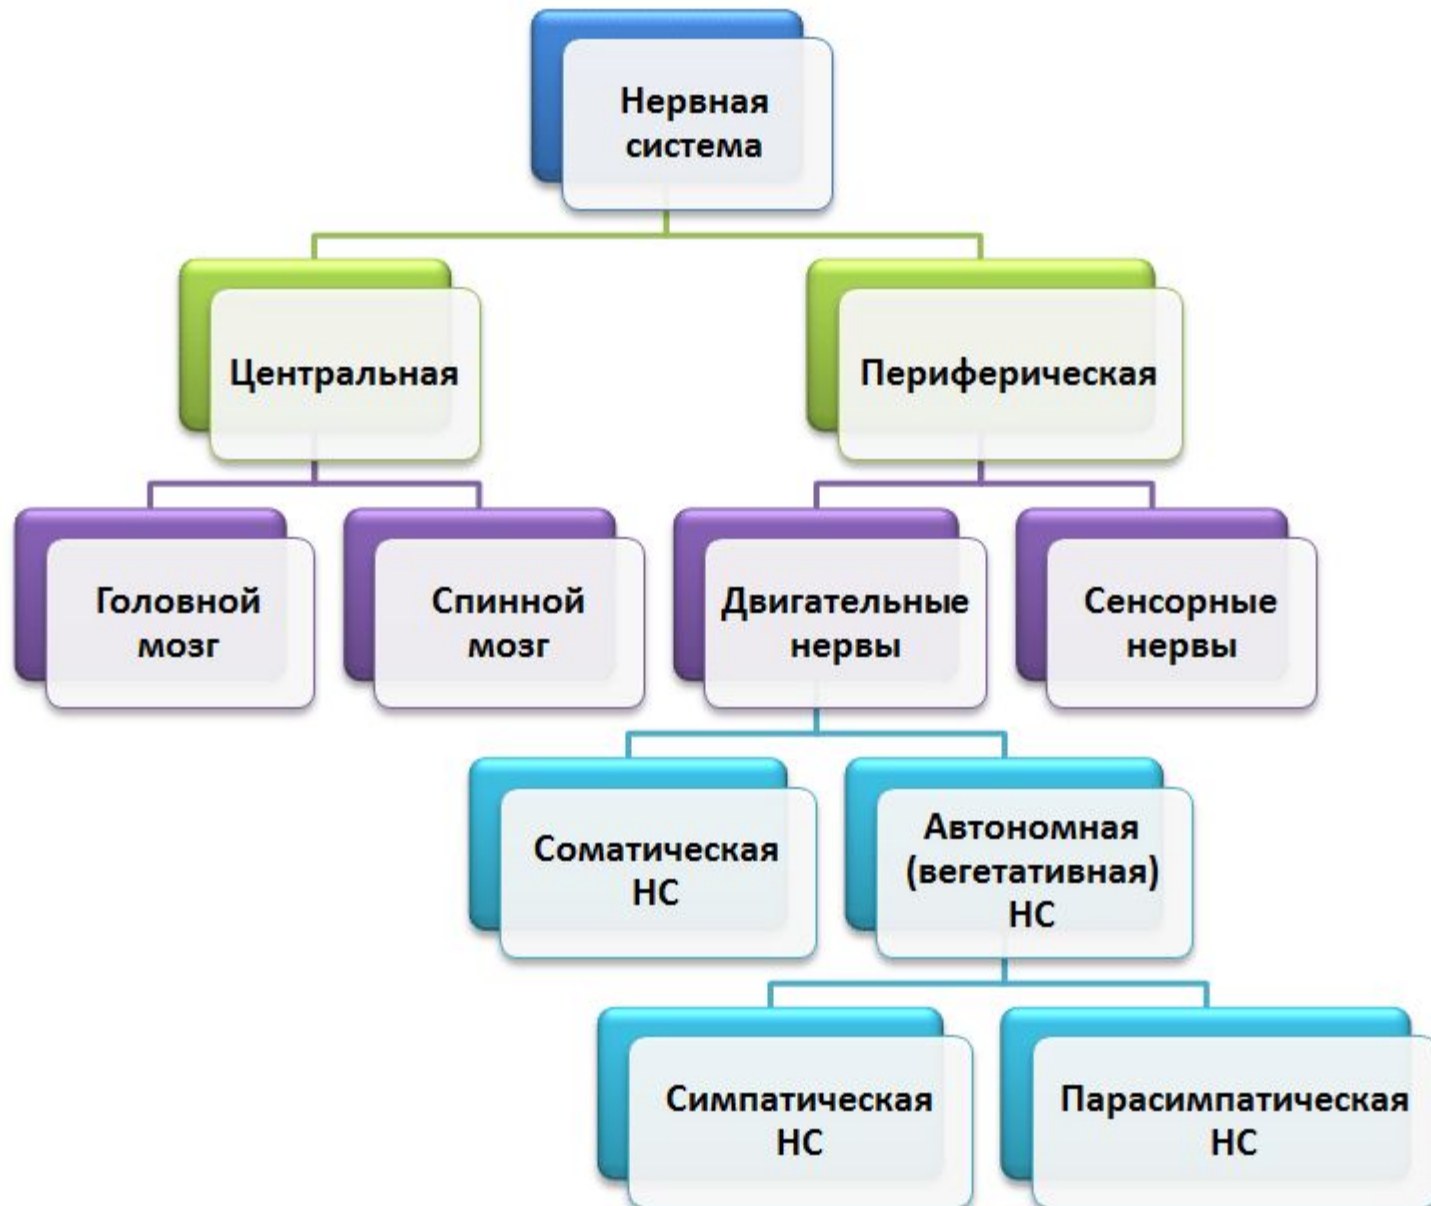 Нервная
система
Центральная
Периферическая
Головной
мозг
Спинной
мозг
Двигательные
нервы
Сенсорные
нервы
Соматическая
НС
Автономная
(вегетативная)
НС
Симпатическая
НС
Парасимпатическая
НС